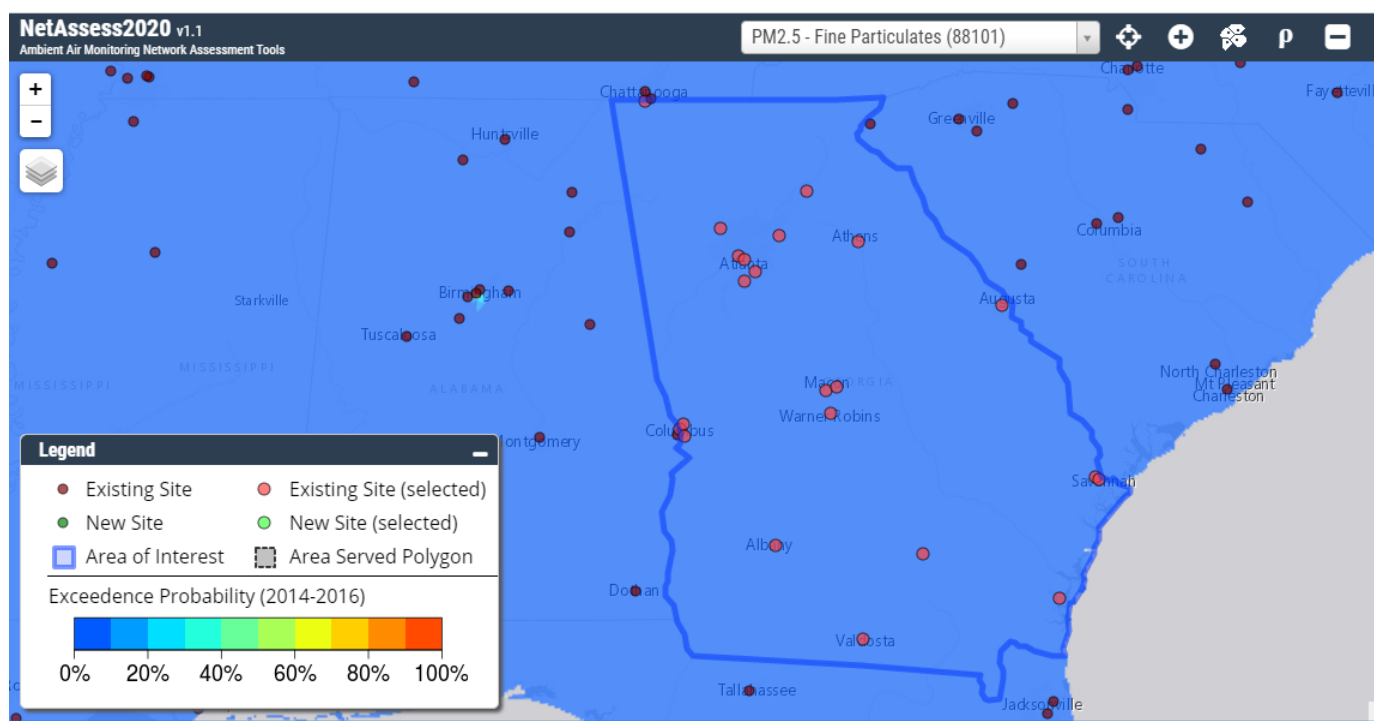 NetAssess2020 v1.1
Ambient Air Monitoring Network Assessment Tools
PM2.5 - Fine Particulates (88101)
ρ
+
−
Charlotte
Chattanooga
Fayetteville
Greenville
Huntsville
Athens
Columbia
Atlanta
SOUTH
CAROLINA
Birmingham
Augusta
Starkville
Tuscaloosa
MISSISSIPPI
North Charleston
MISSISSIPPI
Macon
GEORGIA
Mt Pleasant
ALABAMA
Charleston
Warner Robins
Columbus
Montgomery
Savannah
Albany
Dothan
Valdosta
Tallahassee
Jacksonville
Legend
Existing Site
Existing Site (selected)
New Site
New Site (selected)
Area of Interest
Area Served Polygon
Exceedence Probability (2014-2016)
0% 20% 40% 60% 80% 100%